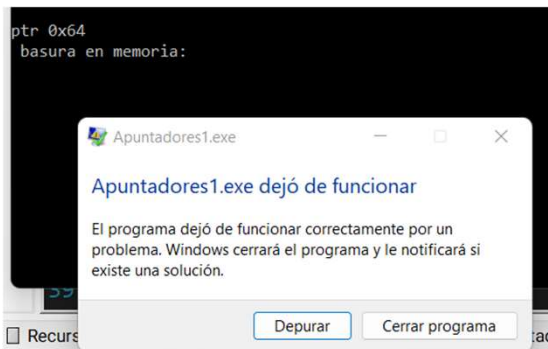 ptr 0x64
basura en memoria:
Apuntadores1.exe
Apuntadores1.exe dejó de funcionar
El programa dejó de funcionar correctamente por un
problema. Windows cerrará el programa y le notificará si
existe una solución.
Depurar Cerrar programa